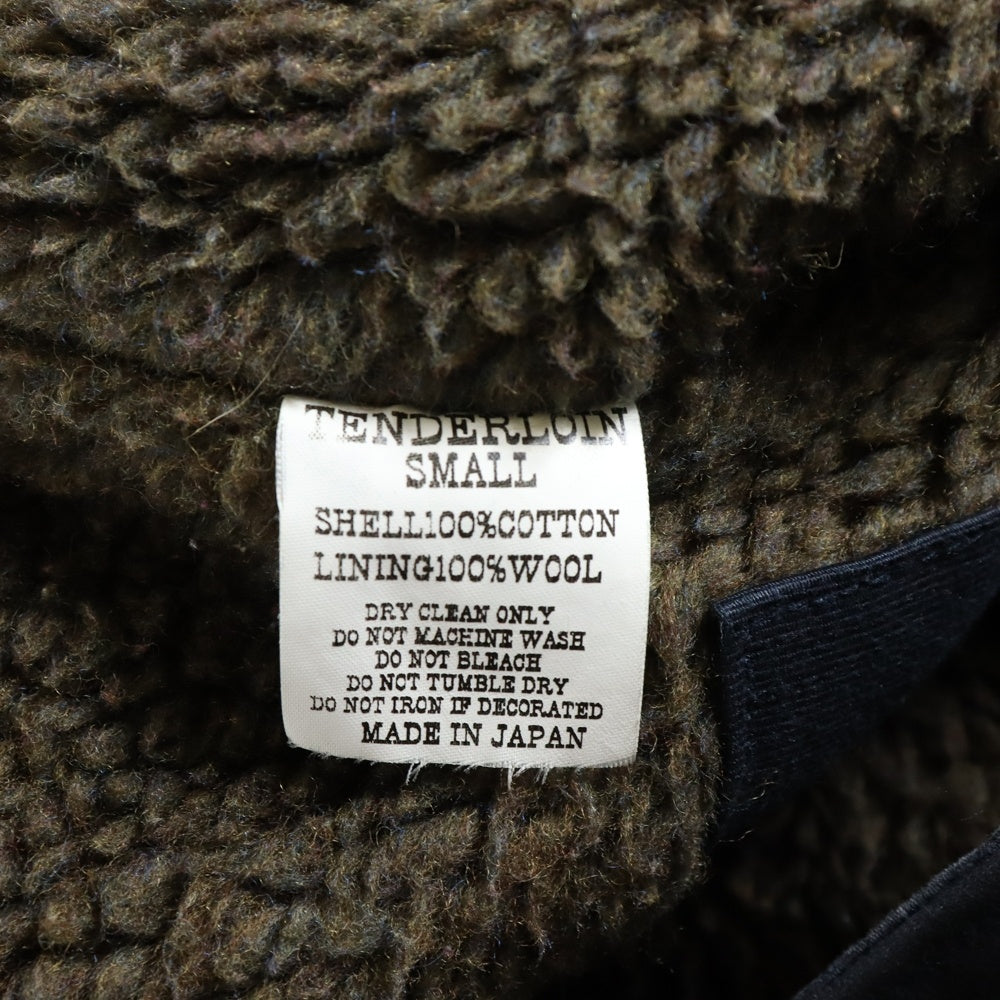 TENDERLOIN
SMALL
SHELL100%COTTON
LINING100%WOOL
DRY CLEAN ONLY
DO NOT MACHINE WASH
DO NOT BLEACH
DO NOT TUMBLE DRY
DO NOT IRON IF DECORATED
MADE IN JAPAN